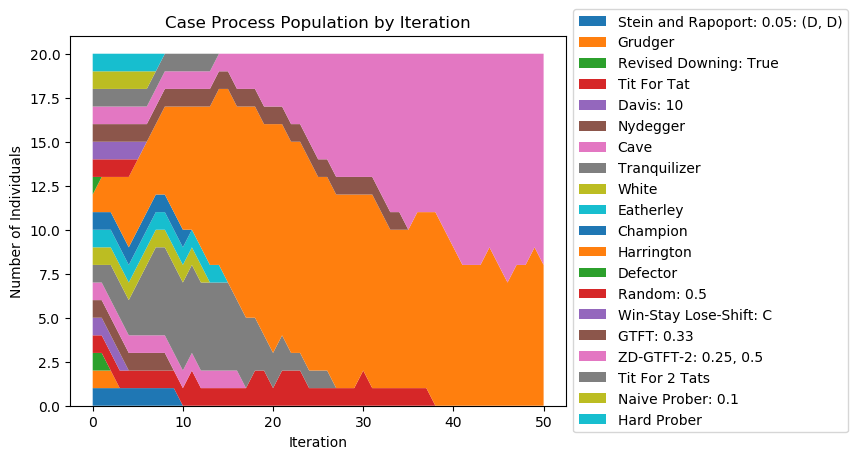 Case Process Population by Iteration
20.0
17.5
15.0
12.5
10.0
7.5
5.0
2.5
0.0
Number of Individuals
0
10
20
30
40
50
Iteration
Stein and Rapoport: 0.05: (D, D)
Grudger
Revised Downing: True
Tit For Tat
Davis: 10
Nydegger
Cave
Tranquilizer
White
Eatherley
Champion
Harrington
Defector
Random: 0.5
Win-Stay Lose-Shift: C
GTFT: 0.33
ZD-GTFT-2: 0.25, 0.5
Tit For 2 Tats
Naive Prober: 0.1
Hard Prober